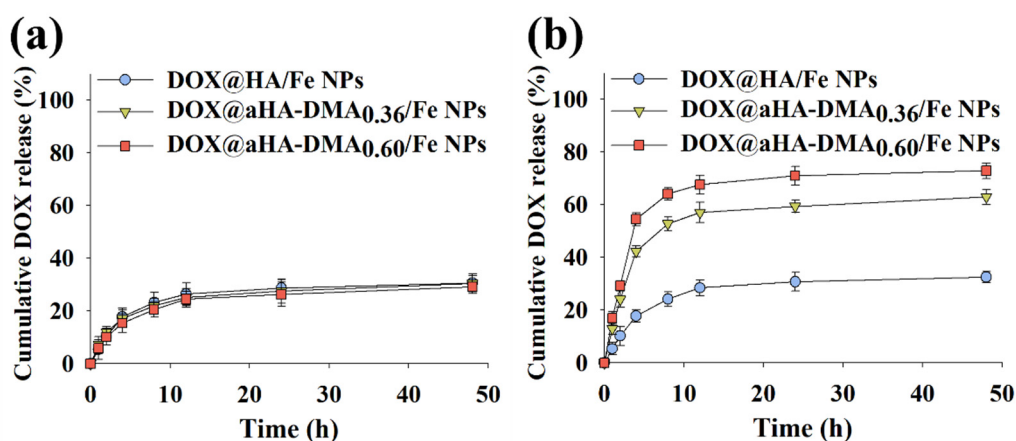 (a)
Cumulative DOX release (%)
100
80
60
40
20
0
DOX@HA/Fe NPs
DOX@aHA-DMA0.36/Fe NPs
DOX@aHA-DMA0.60/Fe NPs
0 10 20 30 40 50
Time (h)
(b)
Cumulative DOX release (%)
100
80
60
40
20
0
DOX@HA/Fe NPs
DOX@aHA-DMA0.36/Fe NPs
DOX@aHA-DMA0.60/Fe NPs
0 10 20 30 40 50
Time (h)